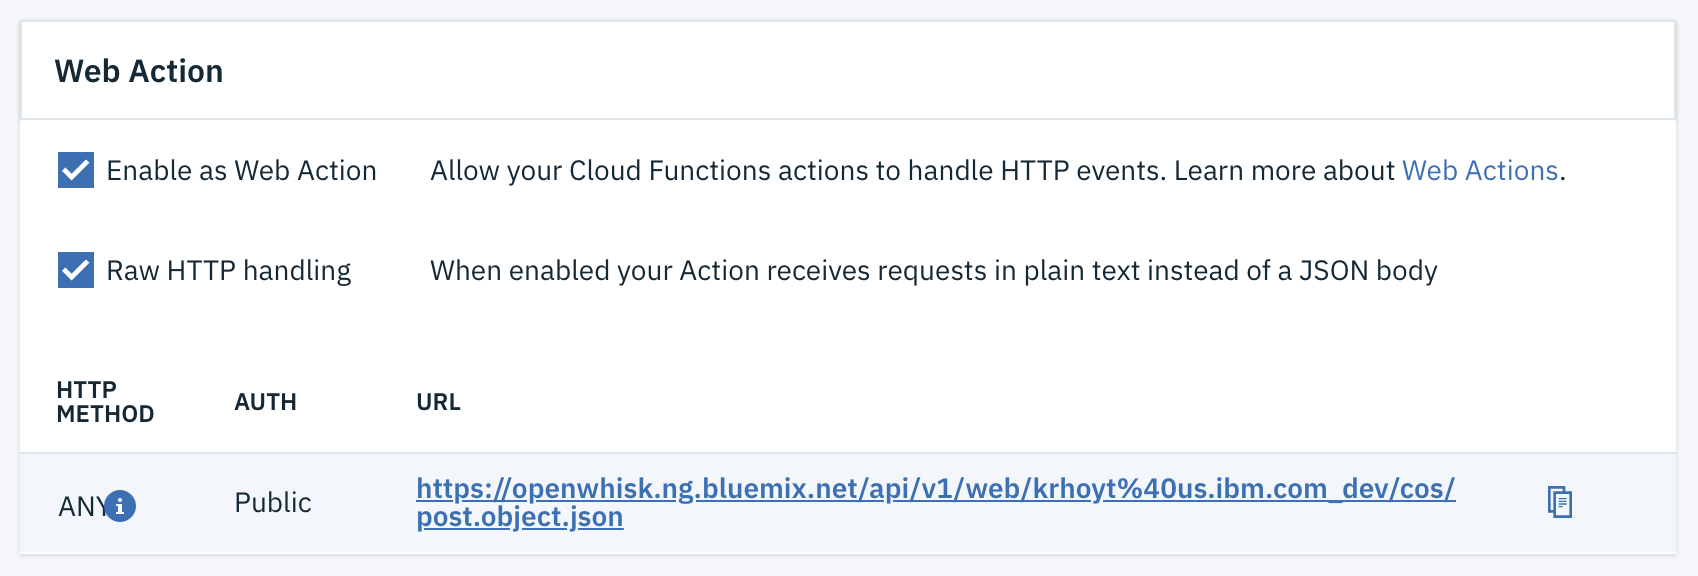 Web Action
Enable as Web Action
Allow your Cloud Functions actions to handle HTTP events. Learn more about Web Actions.
Raw HTTP handling
When enabled your Action receives requests in plain text instead of a JSON body
HTTP
METHOD
AUTH
URL
ANY
Public
https://openwhisk.ng.bluemix.net/api/v1/web/krhoyt%40us.ibm.com_dev/cos/
post.object.json